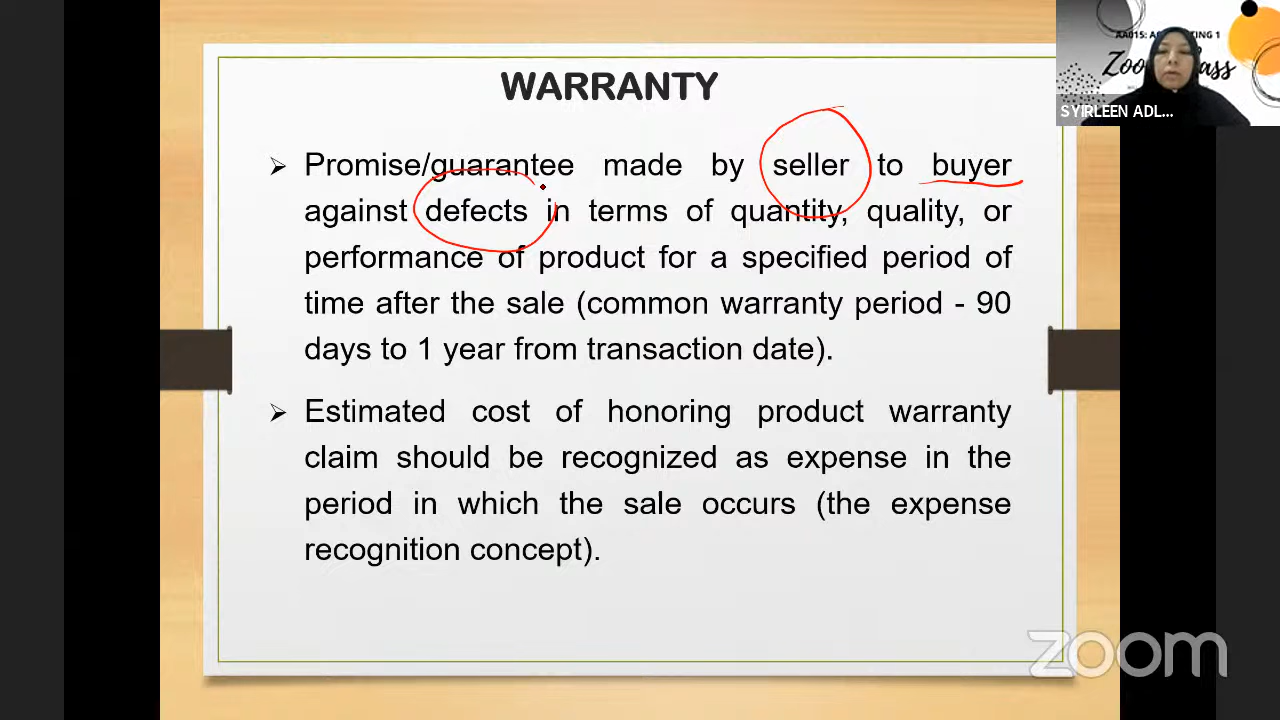 AA015: ACCOUNTING 1
SYIRLEEN ADL...
WARRANTY
➢ Promise/guarantee made by seller to buyer
against defects in terms of quantity, quality, or
performance of product for a specified period of
time after the sale (common warranty period - 90
days to 1 year from transaction date).
➢ Estimated cost of honoring product warranty
claim should be recognized as expense in the
period in which the sale occurs (the expense
recognition concept).
zoom